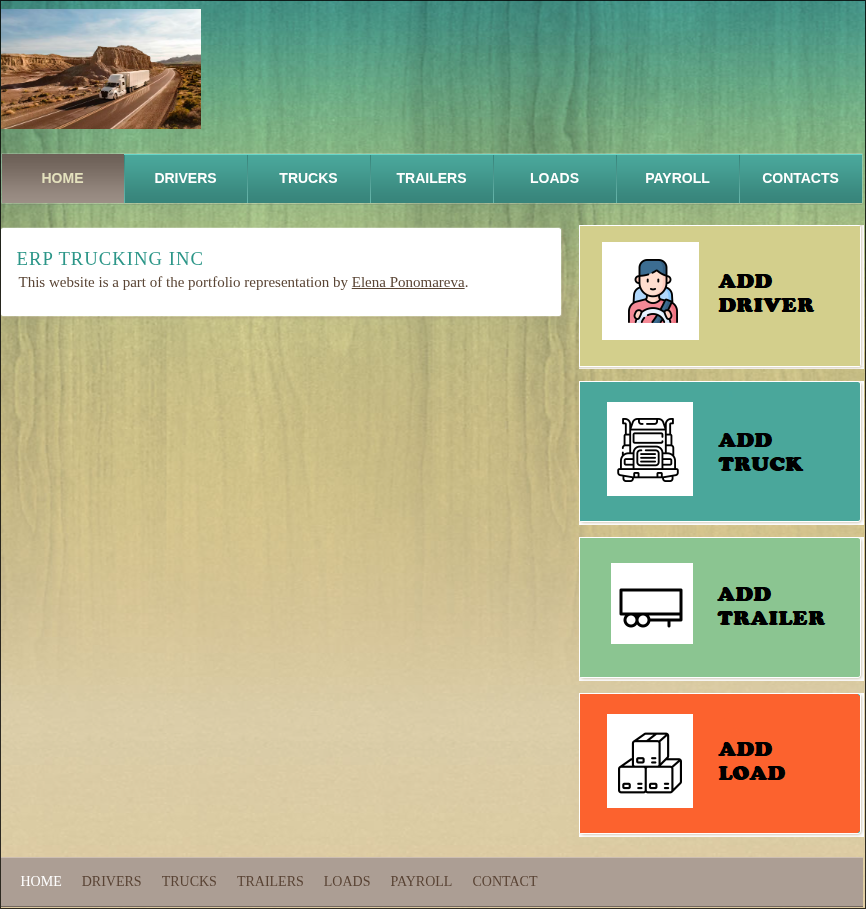 HOME DRIVERS TRUCKS TRAILERS LOADS PAYROLL CONTACTS
ERP TRUCKING INC
This website is a part of the portfolio representation by Elena Ponomareva.
ADD
DRIVER
ADD
TRUCK
ADD
TRAILER
ADD
LOAD
HOME DRIVERS TRUCKS TRAILERS LOADS PAYROLL CONTACT